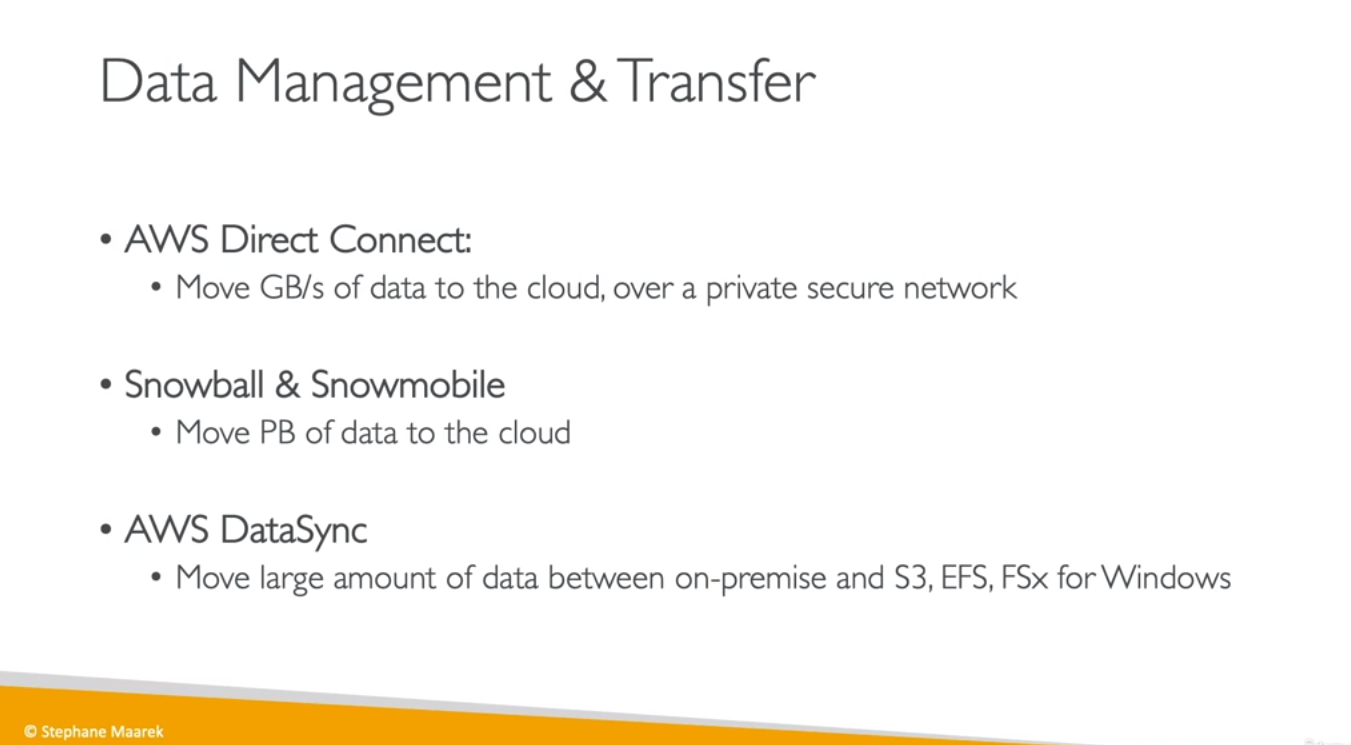 Data Management & Transfer
• AWS Direct Connect:
• Move GB/s of data to the cloud, over a private secure network
• Snowball & Snowmobile
• Move PB of data to the cloud
• AWS DataSync
• Move large amount of data between on-premise and S3, EFS, FSx for Windows
© Stephane Maarek